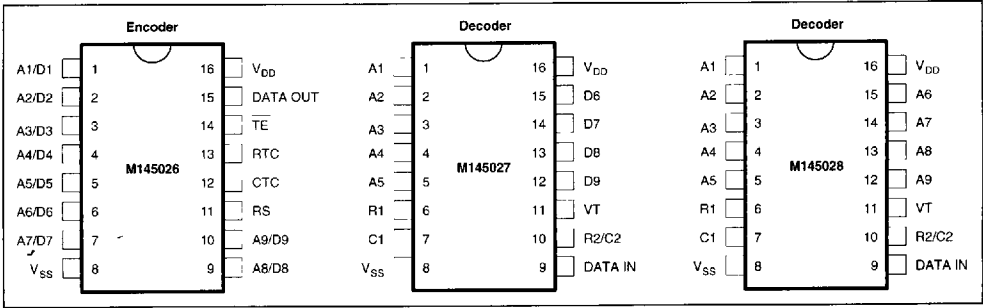 Encoder
A1/D1 1 16 VDD
A2/D2 2 15 DATA OUT
A3/D3 3 14 TE
A4/D4 4 13 RTC
M145026
A5/D5 5 12 CTC
A6/D6 6 11 RS
A7/D7 7 10 A9/D9
VSS 8 9 A8/D8
Decoder
A1 1 16 VDD
A2 2 15 D6
A3 3 14 D7
A4 4 13 D8
M145027
A5 5 12 D9
R1 6 11 VT
C1 7 10 R2/C2
VSS 8 9 DATA IN
Decoder
A1 1 16 VDD
A2 2 15 A6
A3 3 14 A7
A4 4 13 A8
M145028
A5 5 12 A9
R1 6 11 VT
C1 7 10 R2/C2
VSS 8 9 DATA IN